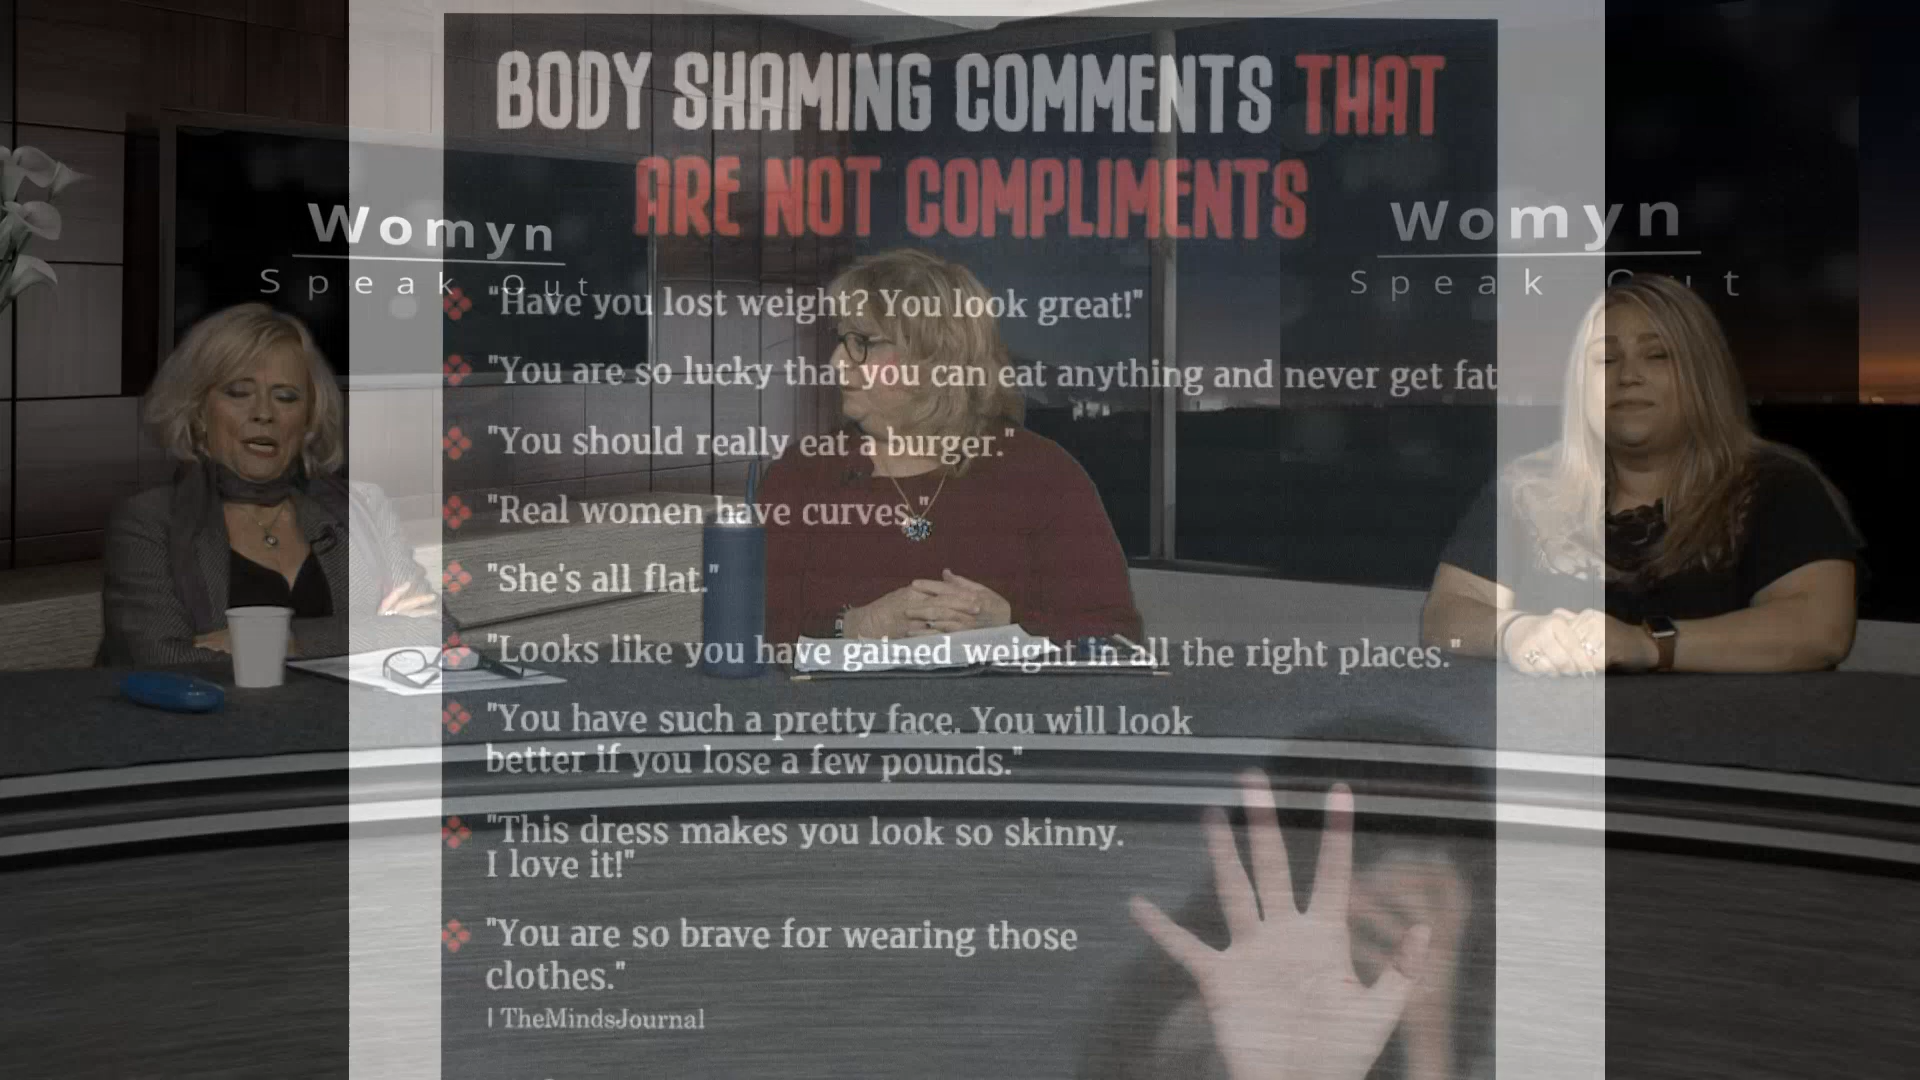 BODY SHAMING COMMENTS THAT
ARE NOT COMPLIMENTS
Womyn
Speak Out
Womyn
Speak Out
"Have you lost weight? You look great!"
"You are so lucky that you can eat anything and never get fat
"You should really eat a burger."
"Real women have curves."
"She's all flat."
"Looks like you have gained weight in all the right places."
"You have such a pretty face. You will look
better if you lose a few pounds."
"This dress makes you look so skinny.
I love it!"
"You are so brave for wearing those
clothes."
| TheMindsJournal